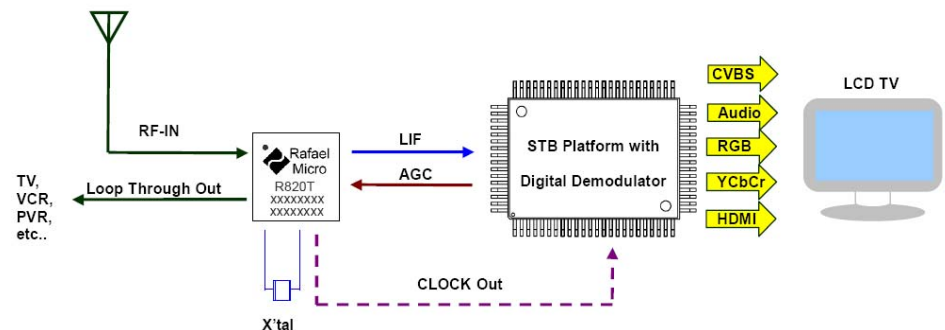 CVBS
LCD TV
Audio
RF-IN
LIF
Rafael
Micro
STB Platform with
RGB
R820T
AGC
Digital Demodulator
YCbCr
XXXXXXXX
XXXXXXXX
TV,
VCR,
PVR,
etc..
Loop Through Out
HDMI
CLOCK Out
X'tal